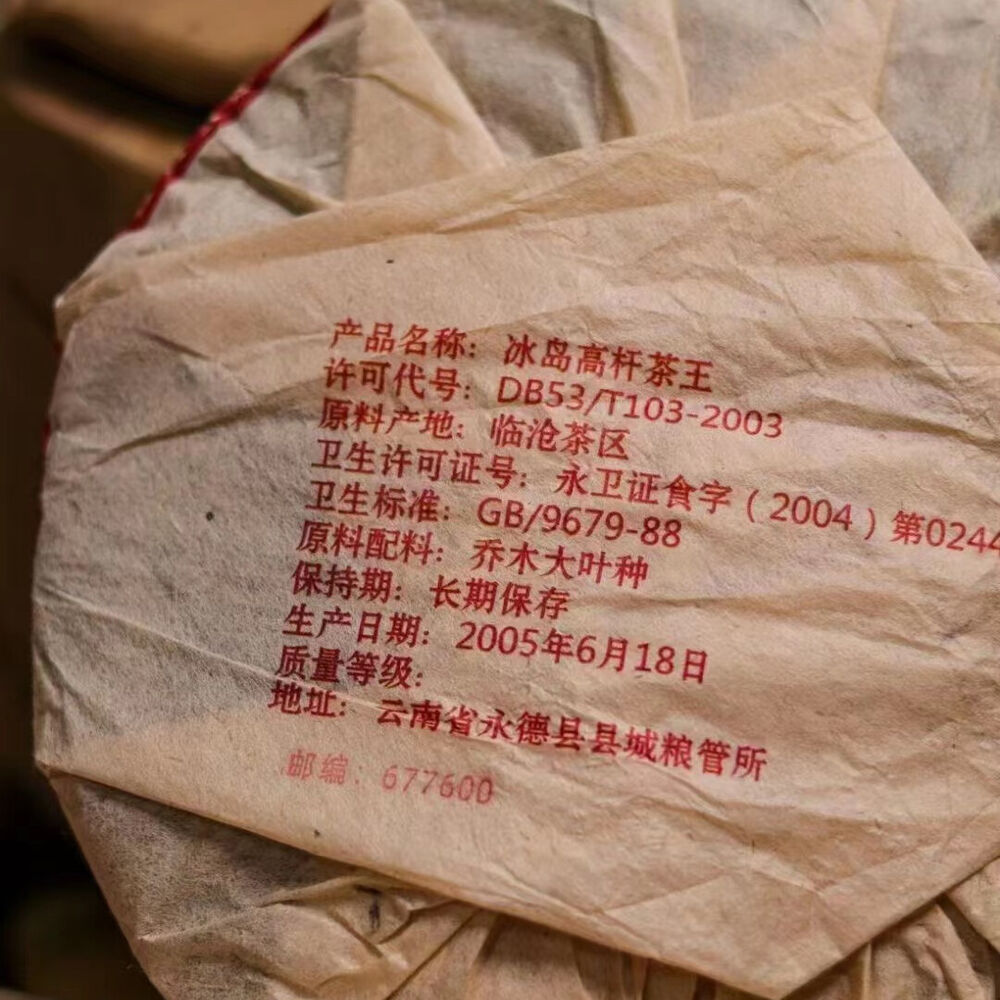 产品名称：冰岛高杆茶王
许可代号：DB53/T103-2003
原料产地：临沧茶区
卫生许可证号：永卫证食字（2004）第0244
卫生标准：GB/9679-88
原料配料：乔木大叶种
保持期：长期保存
生产日期：2005年6月18日
质量等级：
地址：云南省永德县县城粮管所
邮编：677600